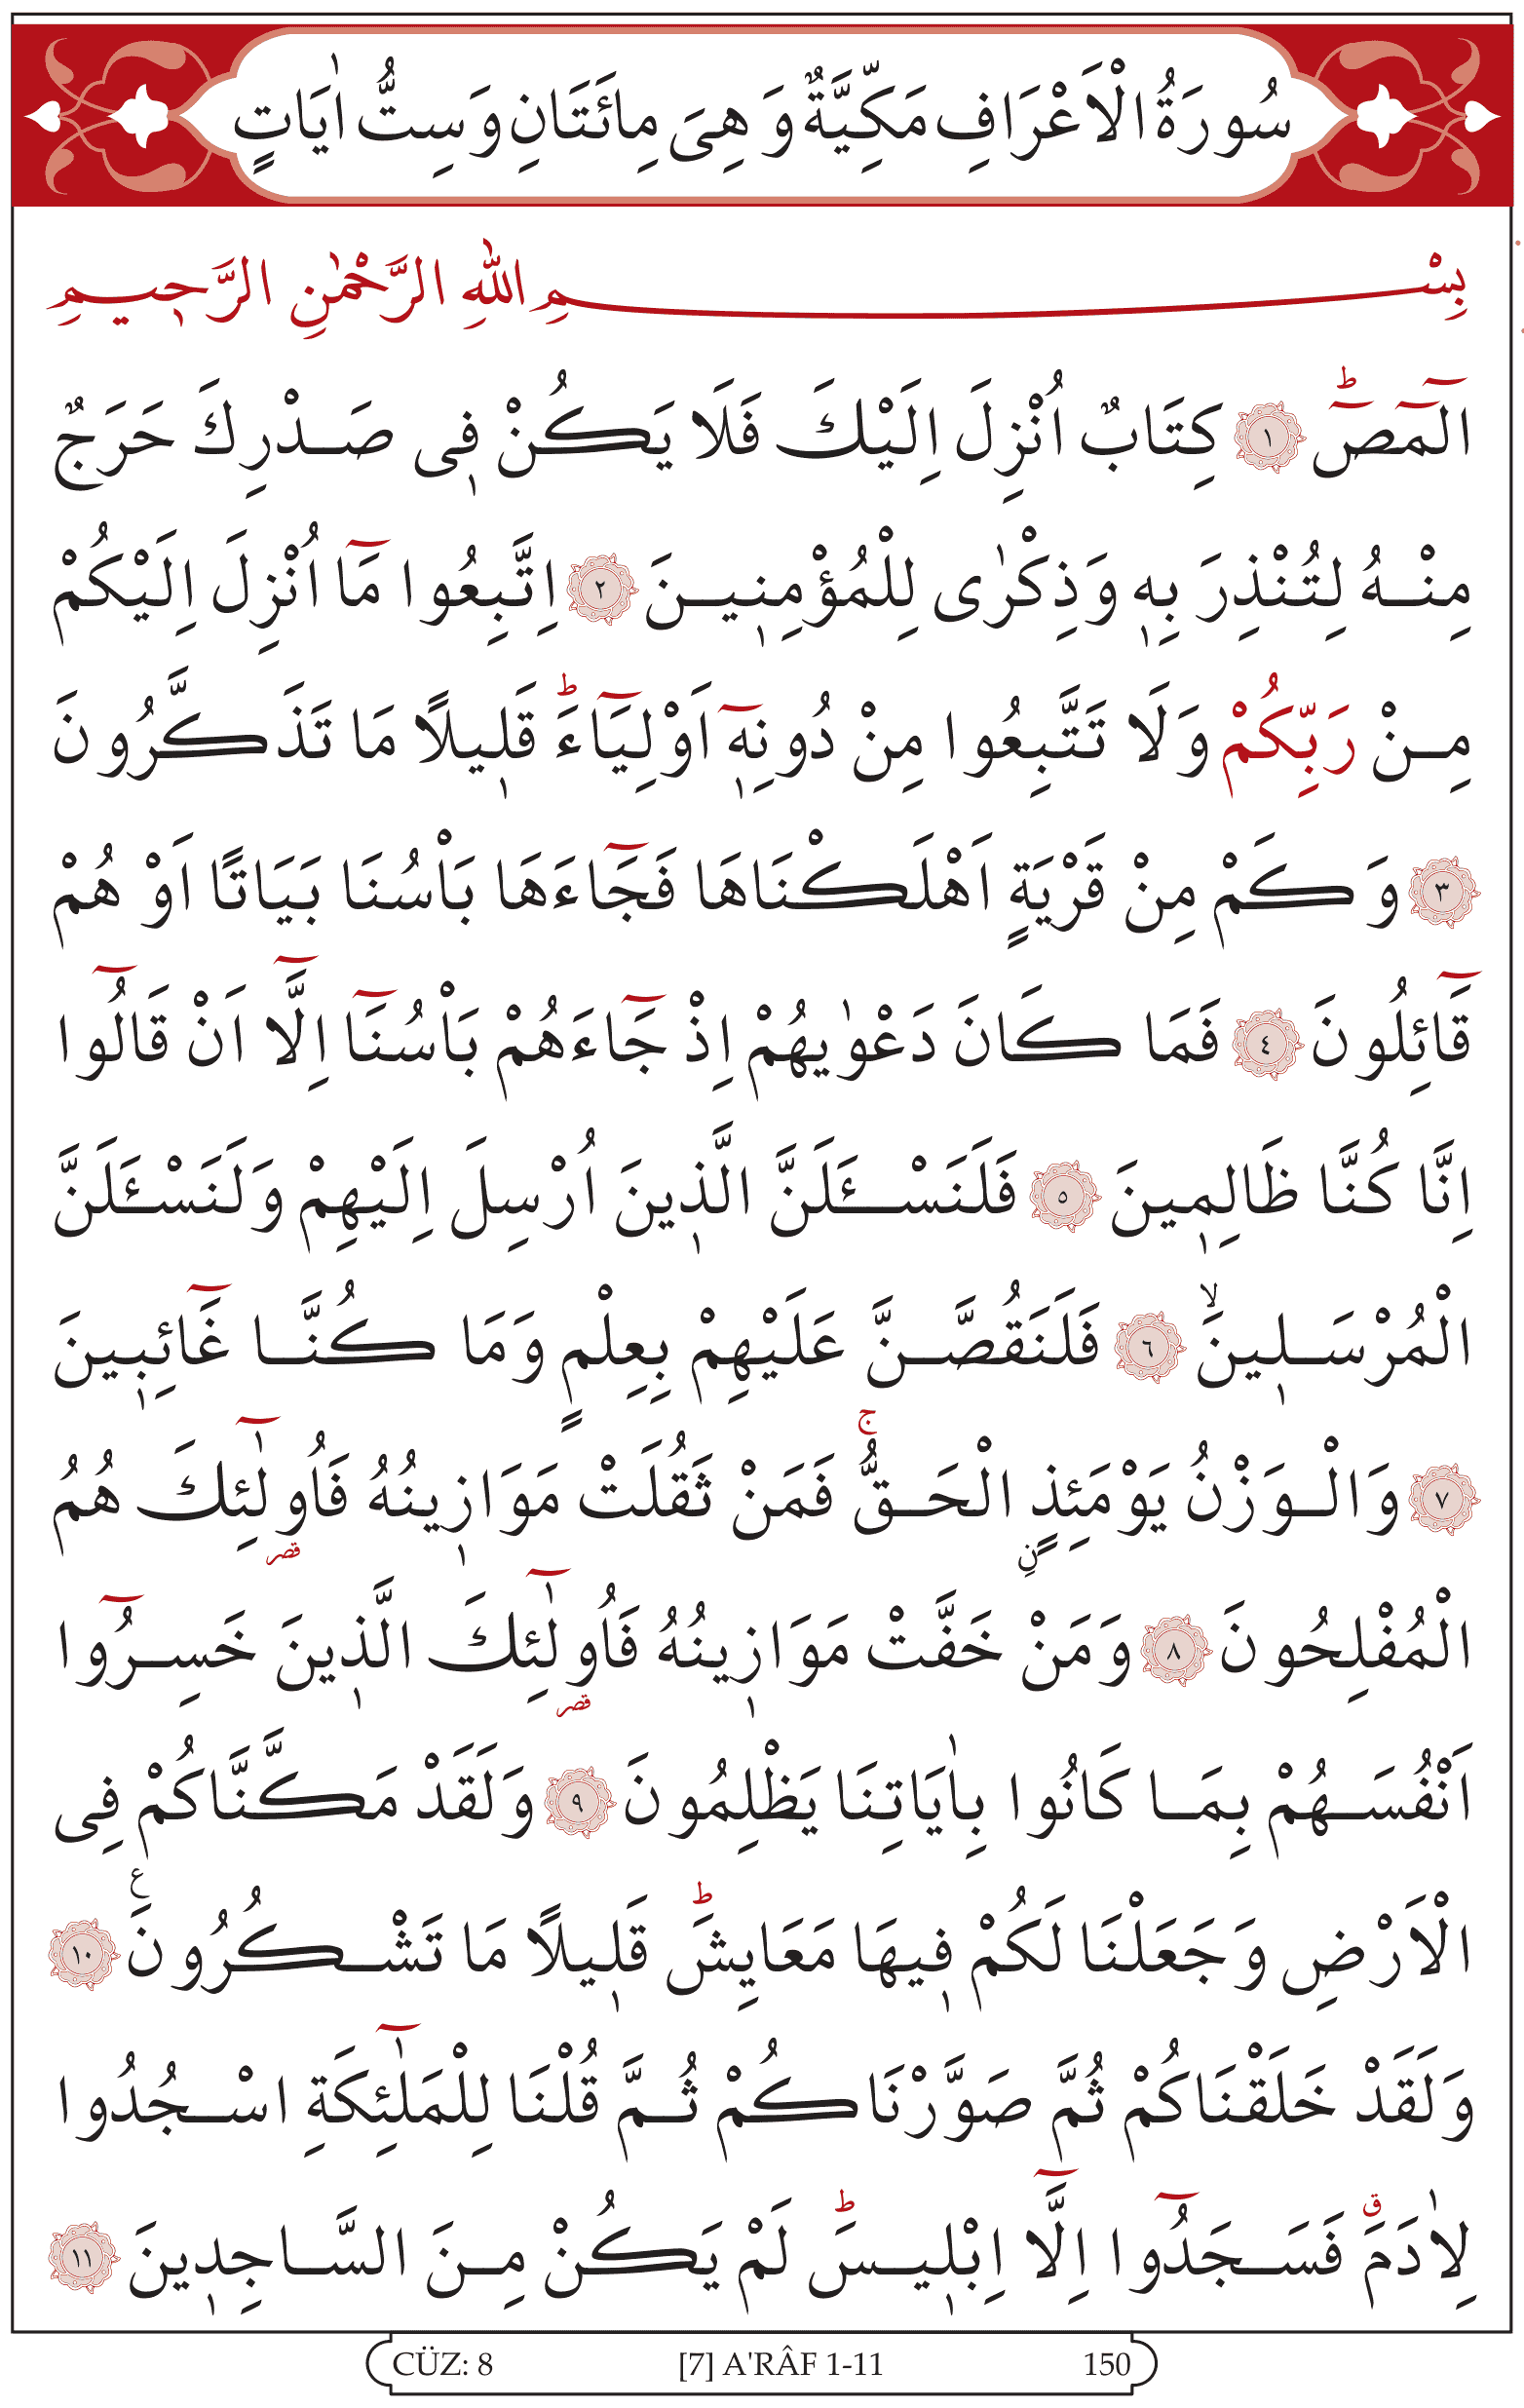 سُورَةُ الْاَعْرَافِ مَكِّيَّةٌ وَ هِىَ مِائَتَانِ وَ سِتُّ اٰيَاتٍ
بِسْمِ اللّٰهِ الرَّحْمٰنِ الرَّح۪يمِ
الٓمٓصٓۜ ﴿١﴾ كِتَابٌ اُنْزِلَ اِلَيْكَ فَلَا يَكُنْ ف۪ى صَدْرِكَ حَرَجٌ
مِنْهُ لِتُنْذِرَ بِه۪ وَذِكْرٰى لِلْمُؤْمِن۪ينَ ﴿٢﴾ اِتَّبِعُوا مَٓا اُنْزِلَ اِلَيْكُمْ
مِنْ رَبِّكُمْ وَلَا تَتَّبِعُوا مِنْ دُونِه۪ٓ اَوْلِيَٓاءَۜ قَل۪يلًا مَا تَذَكَّرُونَ
﴿٣﴾ وَكَمْ مِنْ قَرْيَةٍ اَهْلَكْنَاهَا فَجَٓاءَهَا بَاْسُنَا بَيَاتًا اَوْ هُمْ
قَٓائِلُونَ ﴿٤﴾ فَمَا كَانَ دَعْوٰيهُمْ اِذْ جَٓاءَهُمْ بَاْسُنَٓا اِلَّٓا اَنْ قَالُٓوا
اِنَّا كُنَّا ظَالِم۪ينَ ﴿٥﴾ فَلَنَسْـَٔلَنَّ الَّذ۪ينَ اُرْسِلَ اِلَيْهِمْ وَلَنَسْـَٔلَنَّ
الْمُرْسَل۪ينَۙ ﴿٦﴾ فَلَنَقُصَّنَّ عَلَيْهِمْ بِعِلْمٍ وَمَا كُنَّا غَٓائِب۪ينَ
﴿٧﴾ وَالْوَزْنُ يَوْمَئِذٍ نِ الْحَقُّۚ فَمَنْ ثَقُلَتْ مَوَاز۪ينُهُ فَاُو۬لٰٓئِكَ هُمُ
قصر
الْمُفْلِحُونَ ﴿٨﴾ وَمَنْ خَفَّتْ مَوَاز۪ينُهُ فَاُو۬لٰٓئِكَ الَّذ۪ينَ خَسِرُٓوا
قصر
اَنْفُسَهُمْ بِمَا كَانُوا بِاٰيَاتِنَا يَظْلِمُونَ ﴿٩﴾ وَلَقَدْ مَكَّنَّاكُمْ فِى
الْاَرْضِ وَجَعَلْنَا لَكُمْ ف۪يهَا مَعَايِشَۜ قَل۪يلًا مَا تَشْكُرُونَ ع ﴿١٠﴾
وَلَقَدْ خَلَقْنَاكُمْ ثُمَّ صَوَّرْنَاكُمْ ثُمَّ قُلْنَا لِلْمَلٰٓئِكَةِ اسْجُدُوا
لِاٰدَمَ ق فَسَجَدُٓوا اِلَّٓا اِبْل۪يسَۜ لَمْ يَكُنْ مِنَ السَّاجِد۪ينَ ﴿١١﴾
CÜZ: 8 [7] A'RÂF 1-11 150